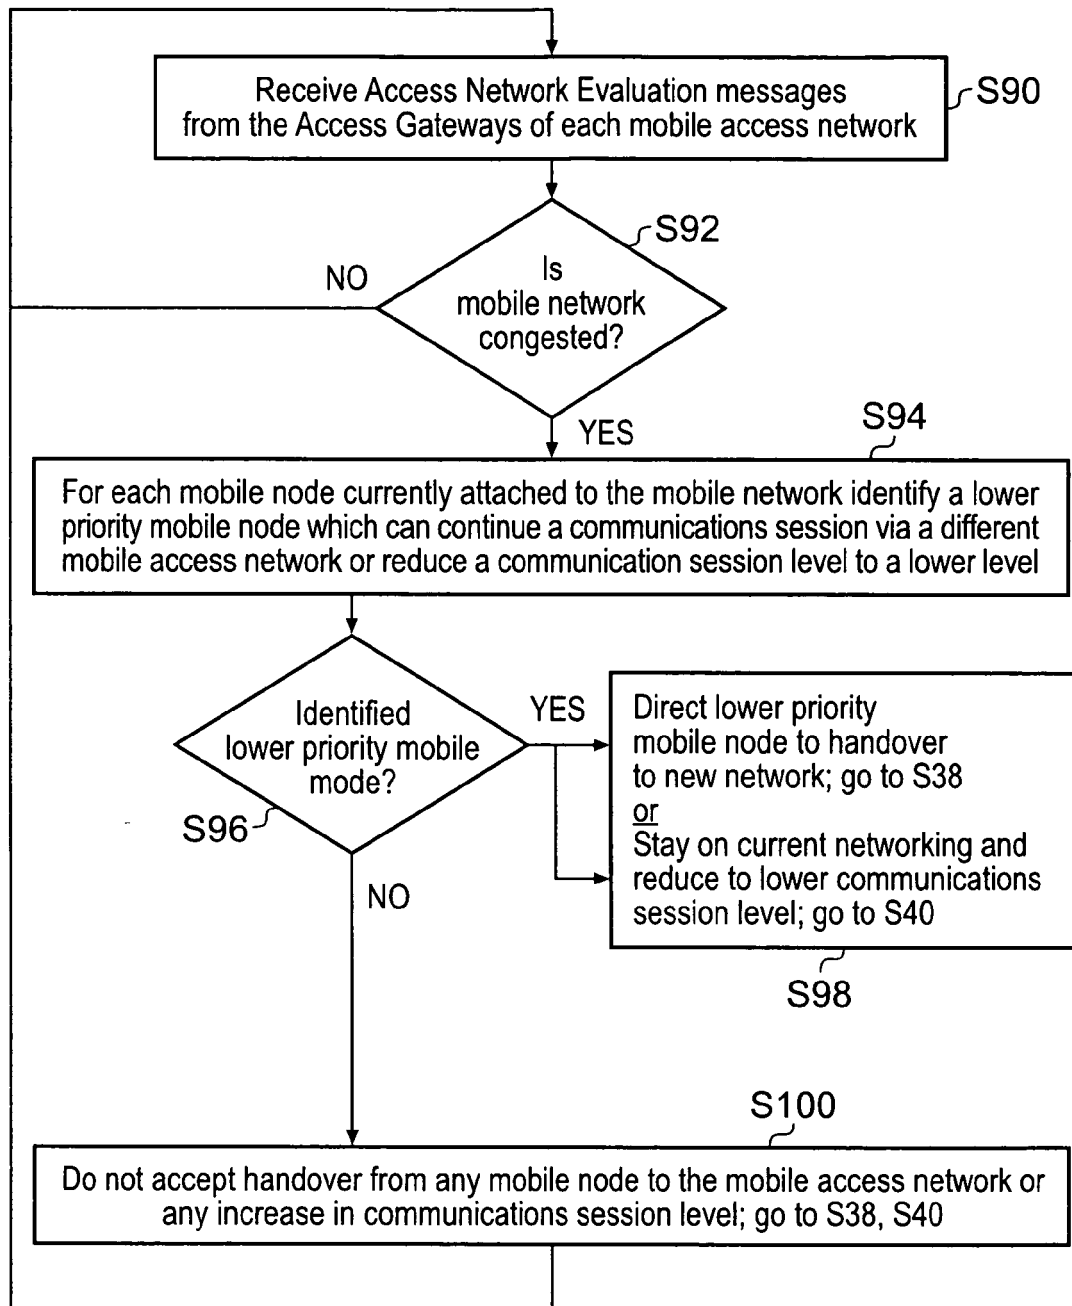 Receive Access Network Evaluation messages
from the Access Gateways of each mobile access network
S90
S92
NO
Is
mobile network
congested?
YES
S94
For each mobile node currently attached to the mobile network identify a lower
priority mobile node which can continue a communications session via a different
mobile access network or reduce a communication session level to a lower level
Identified
lower priority mobile
mode?
YES
S96
NO
Direct lower priority
mobile node to handover
to new network; go to S38
or
Stay on current networking and
reduce to lower communications
session level; go to S40
S98
S100
Do not accept handover from any mobile node to the mobile access network or
any increase in communications session level; go to S38, S40